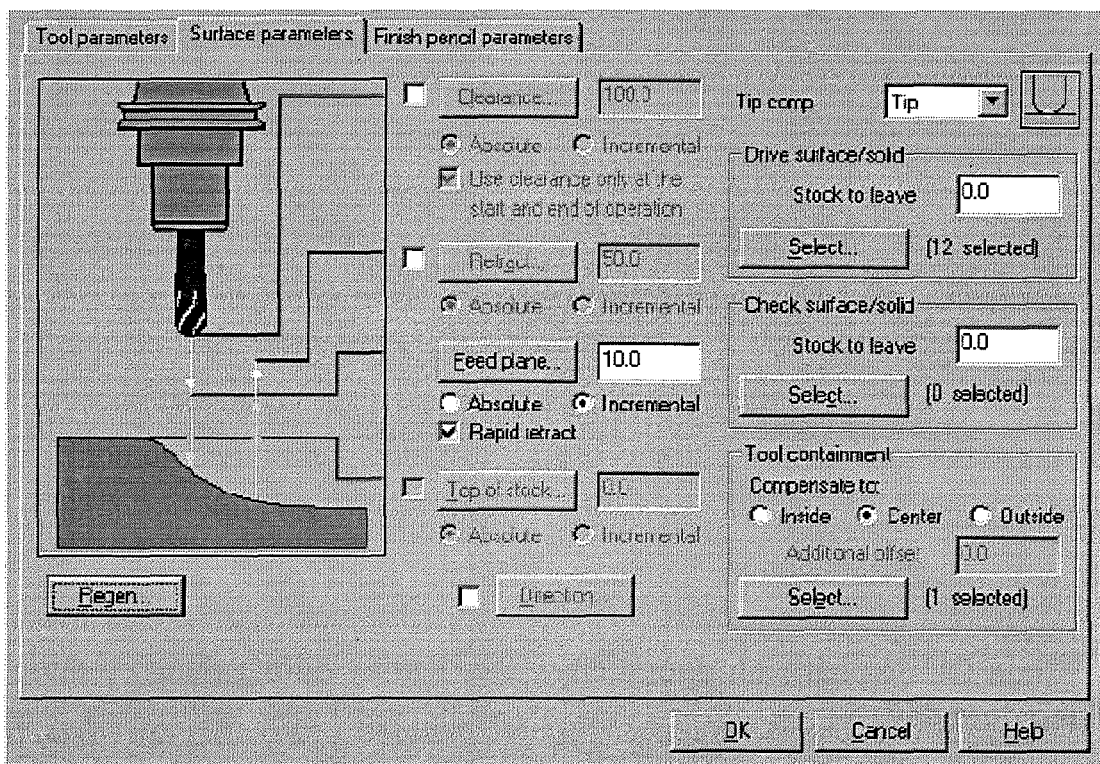 Tool parameters Surface parameters Finish pencil parameters
Clearance... 100.0
Absolute Incremental
Use clearance only at the
start and end of operation
Retract... 50.0
Absolute Incremental
Feed plane... 10.0
Absolute Incremental
Rapid retract
Top of stock... 0.0
Absolute Incremental
Regen...
Direction...
Tip comp Tip
Drive surface/solid
Stock to leave 0.0
Select... (12 selected)
Check surface/solid
Stock to leave 0.0
Select... (0 selected)
Tool containment
Compensate to:
Inside Center Outside
Additional offset 0.0
Select... (1 selected)
OK Cancel Help